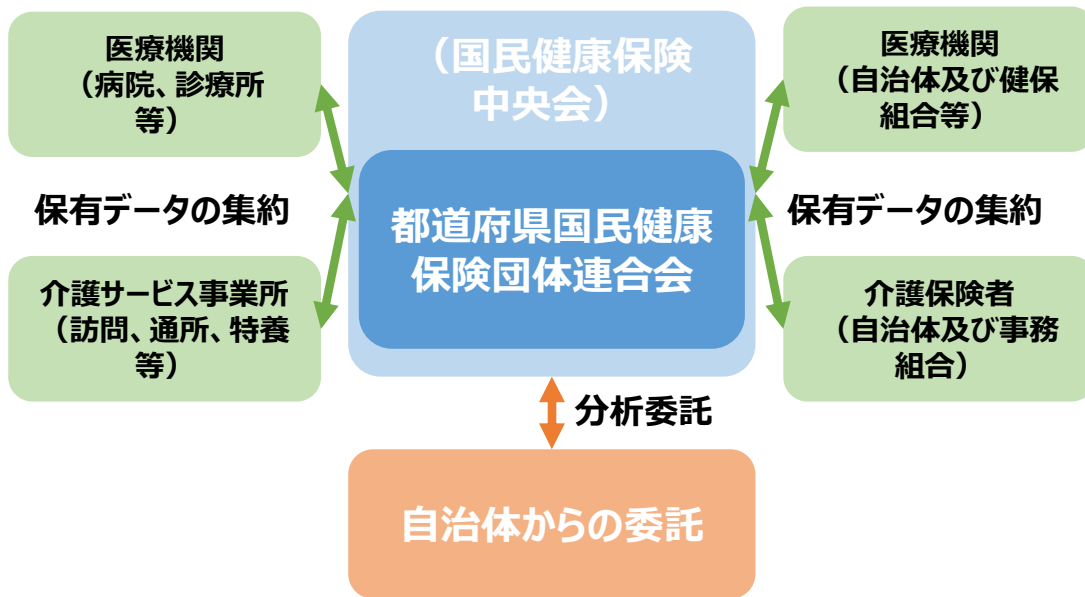 医療機関
（病院、診療所
等）
（国民健康保険
中央会）
医療機関
（自治体及び健保
組合等）
保有データの集約
都道府県国民健康
保険団体連合会
保有データの集約
介護サービス事業所
（訪問、通所、特養
等）
介護保険者
（自治体及び事務
組合）
分析委託
自治体からの委託